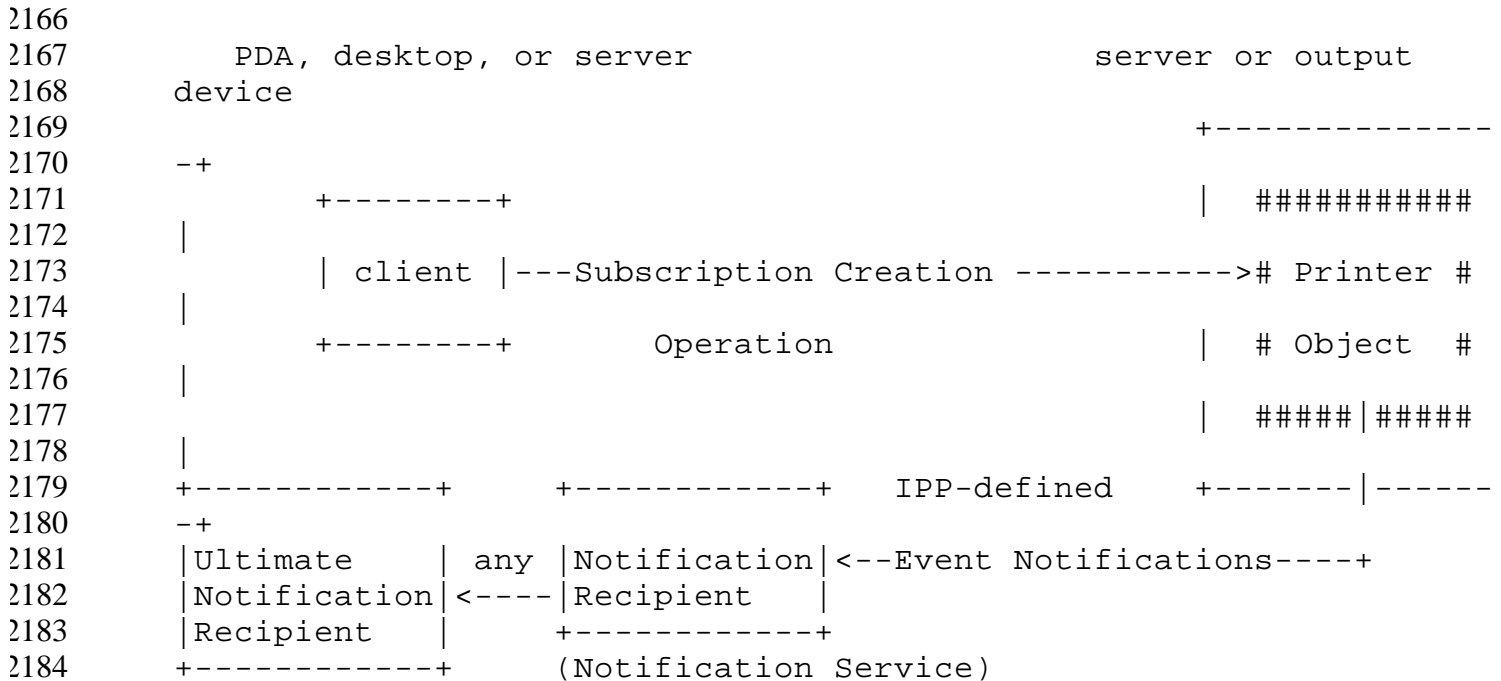 2166
2167 PDA, desktop, or server server or output
2168 device
2169 +--------------
2170 -+
2171 +--------+ | ###########
2172 |
2173 | client |---Subscription Creation -----------># Printer #
2174 |
2175 +--------+ Operation | # Object #
2176 |
2177 | #####|#####
2178 |
2179 +------------+ +------------+ IPP-defined +-------|------
2180 -+
2181 |Ultimate | any |Notification|<--Event Notifications----+
2182 |Notification|<----|Recipient |
2183 |Recipient | +------------+
2184 +------------+ (Notification Service)